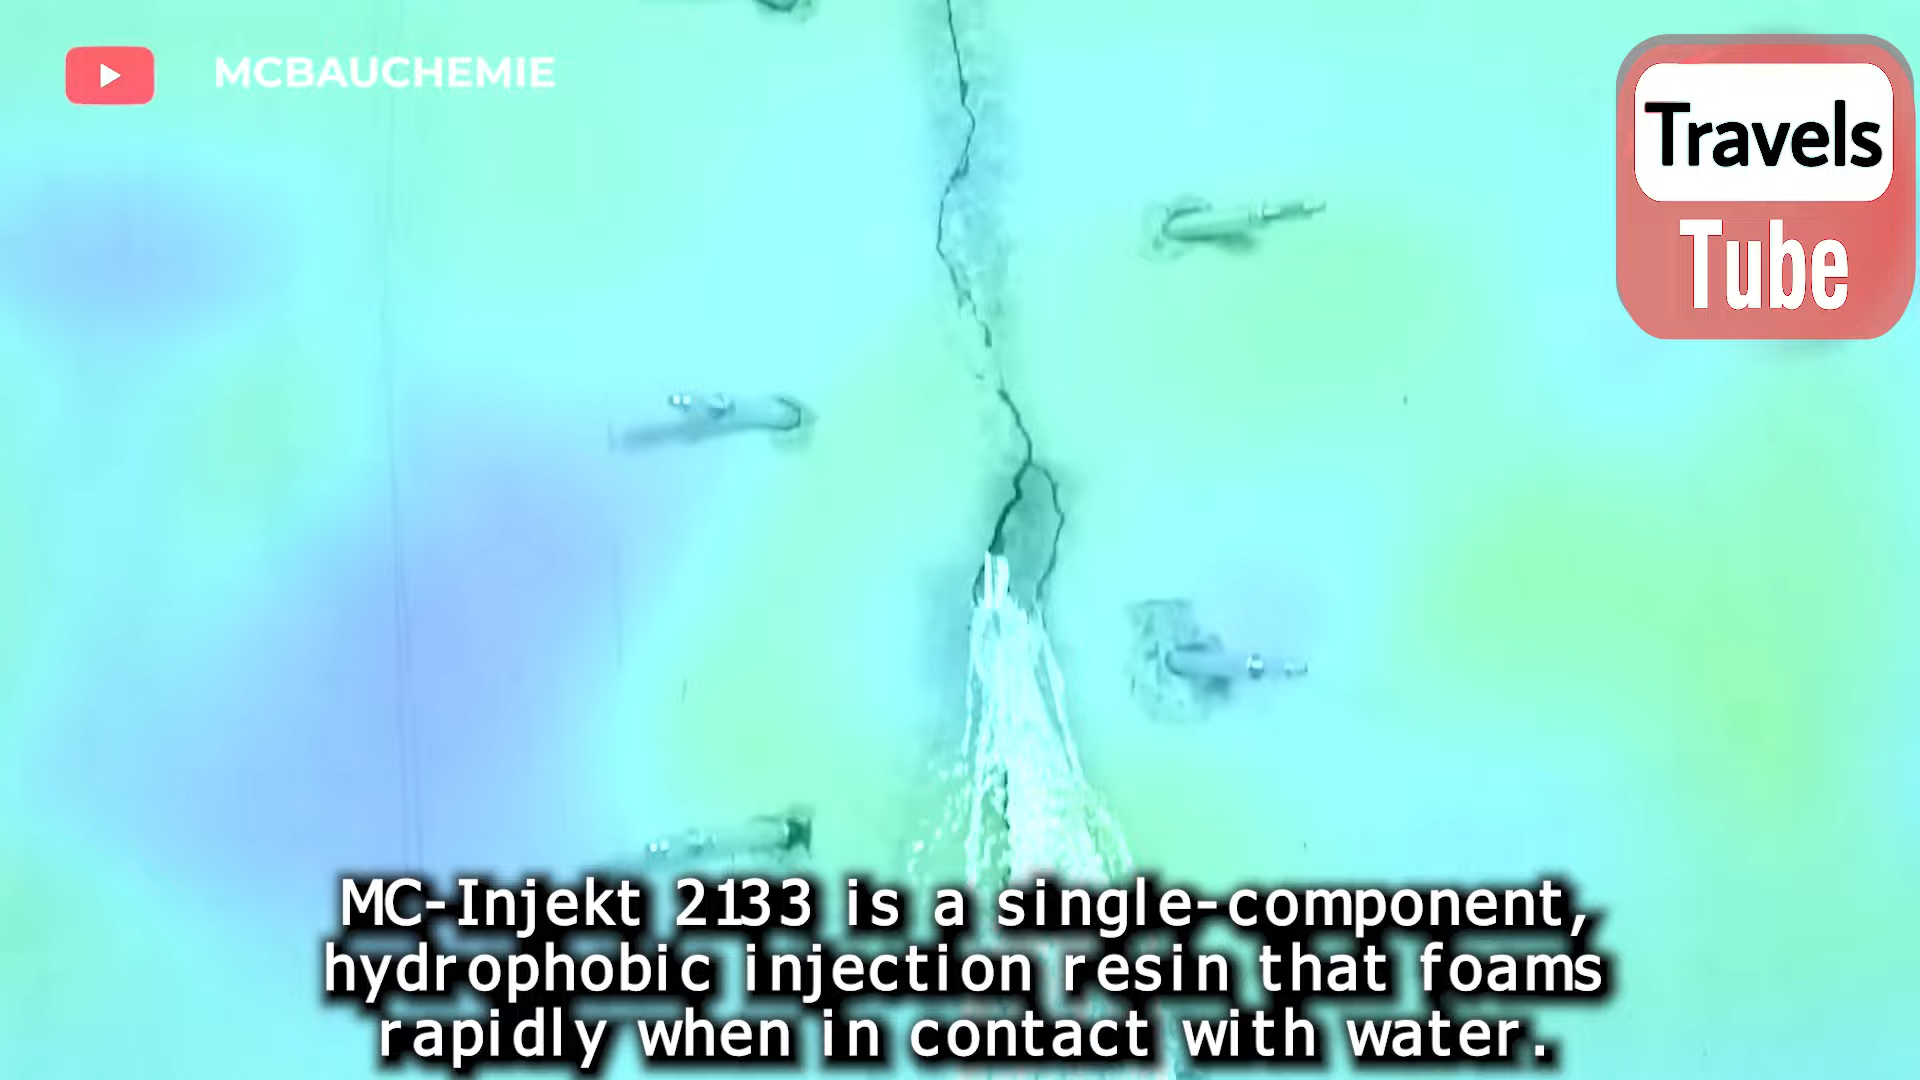 MCBAUCHEMIE
Travels
Tube
MC-Injekt 2133 is a single-component,
hydrophobic injection resin that foams
rapidly when in contact with water.